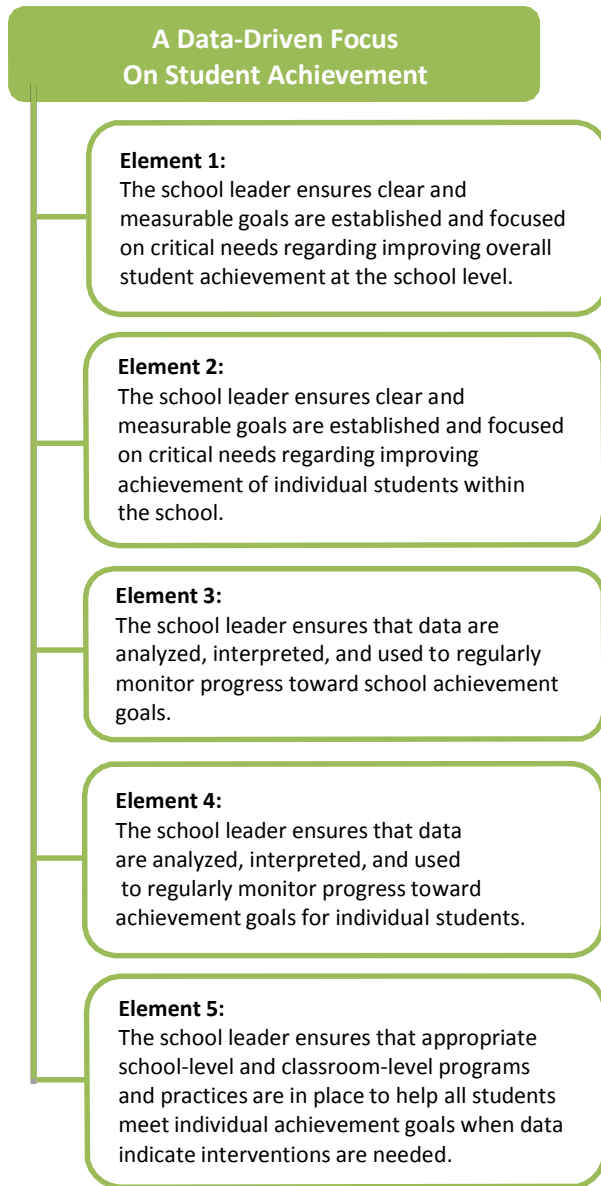 A Data-Driven Focus
On Student Achievement
Element 1:
The school leader ensures clear and
measurable goals are established and focused
on critical needs regarding improving overall
student achievement at the school level.
Element 2:
The school leader ensures clear and
measurable goals are established and focused
on critical needs regarding improving
achievement of individual students within
the school.
Element 3:
The school leader ensures that data are
analyzed, interpreted, and used to regularly
monitor progress toward school achievement
goals.
Element 4:
The school leader ensures that data
are analyzed, interpreted, and used
to regularly monitor progress toward
achievement goals for individual students.
Element 5:
The school leader ensures that appropriate
school-level and classroom-level programs
and practices are in place to help all students
meet individual achievement goals when data
indicate interventions are needed.